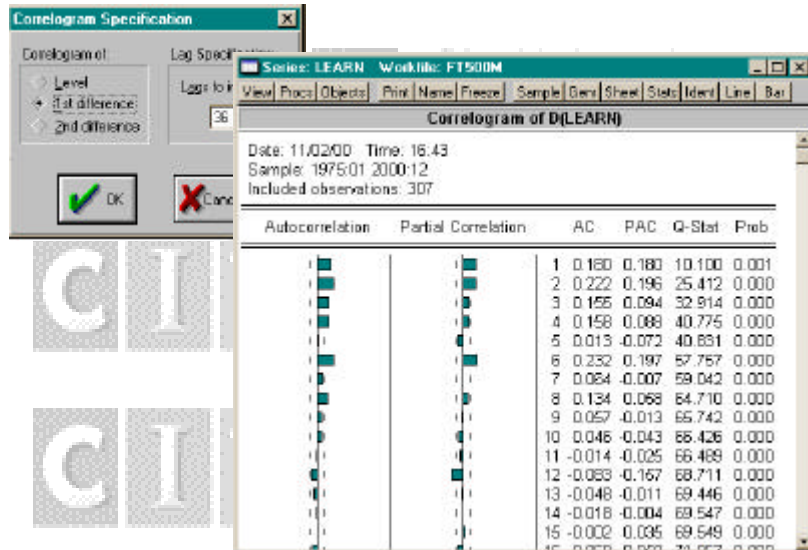 Correlogram Specification
Correlogram of:
Level
1st difference
2nd difference
Lag Specification
Lags to in
36
OK
Canc
Series: LEARN Workfile: FT500M
View Procs Objects Print Name Freeze Sample Genr Sheet Stats Ident Line Bar
Correlogram of D(LEARN)
Date: 11/02/00 Time: 16:43
Sample: 1975:01 2000:12
Included observations: 307
Autocorrelation Partial Correlation AC PAC Q-Stat Prob
1 0.180 0.180 10.100 0.001
2 0.222 0.196 25.412 0.000
3 0.155 0.094 32.914 0.000
4 0.158 0.088 40.775 0.000
5 0.013 -0.072 40.831 0.000
6 0.232 0.197 57.757 0.000
7 0.064 -0.007 59.042 0.000
8 0.134 0.068 64.710 0.000
9 0.057 -0.013 65.742 0.000
10 0.046 -0.043 66.426 0.000
11 -0.014 -0.025 66.489 0.000
12 -0.083 -0.157 68.711 0.000
13 -0.048 -0.011 69.446 0.000
14 -0.018 -0.004 69.547 0.000
15 -0.002 0.035 69.549 0.000
C I
C I